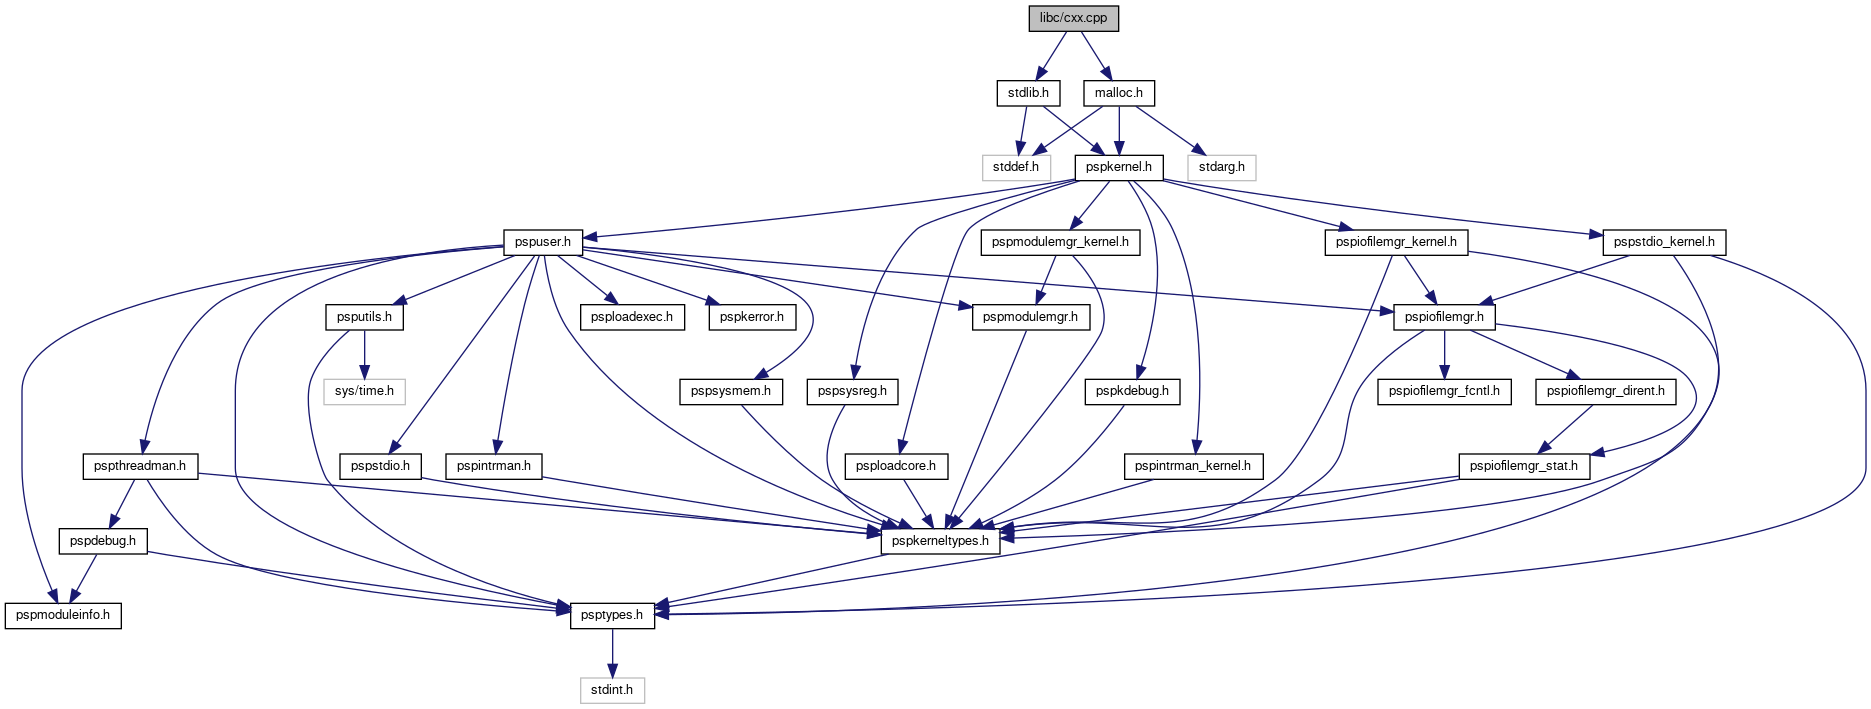 libc/cxx.cpp
stdlib.h
malloc.h
stddef.h
pspkernel.h
stdarg.h
pspuser.h
pspmodulemgr_kernel.h
pspiofilemgr_kernel.h
pspstdio_kernel.h
psputils.h
psploadexec.h
pspkerror.h
pspmodulemgr.h
pspiofilemgr.h
sys/time.h
pspsysmem.h
pspsysreg.h
pspkdebug.h
pspiofilemgr_fcntl.h
pspiofilemgr_dirent.h
pspthreadman.h
pspstdio.h
pspintrman.h
psploadcore.h
pspintrman_kernel.h
pspiofilemgr_stat.h
pspdebug.h
pspkerneltypes.h
pspmoduleinfo.h
psptypes.h
stdint.h